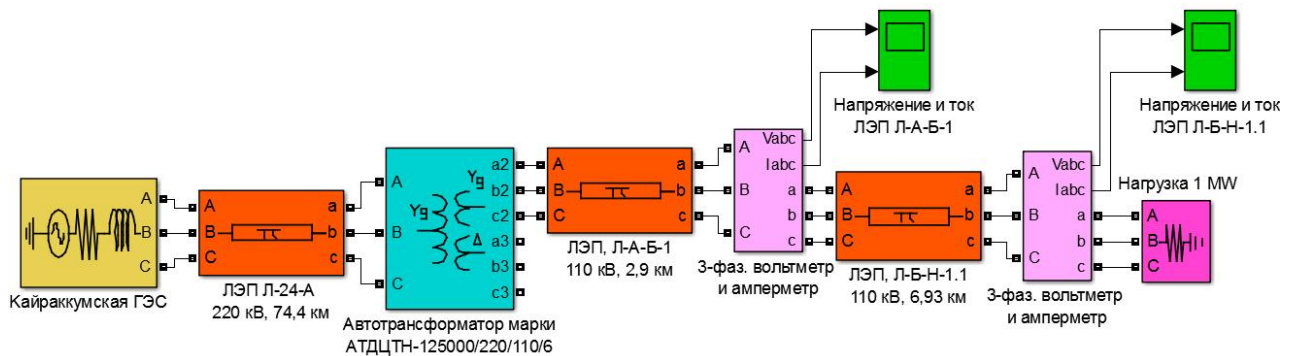 Кайраккумская ГЭС
A
B
C
A
B
C
a
b
c
ЛЭП Л-24-А
220 кВ, 74,4 км
A
B
C
Yg
Yg
Δ
a2
b2
c2
a3
b3
c3
Автотрансформатор марки
АТДЦТН-125000/220/110/6
A
B
C
a
b
c
ЛЭП, Л-А-Б-1
110 кВ, 2,9 км
A
B
C
Vabc
Iabc
a
b
c
3-фаз. вольтметр
и амперметр
Напряжение и ток
ЛЭП Л-А-Б-1
A
B
C
a
b
c
ЛЭП, Л-Б-Н-1.1
110 кВ, 6,93 км
A
B
C
Vabc
Iabc
a
b
c
3-фаз. вольтметр
и амперметр
Напряжение и ток
ЛЭП Л-Б-Н-1.1
Нагрузка 1 MW
A
B
C